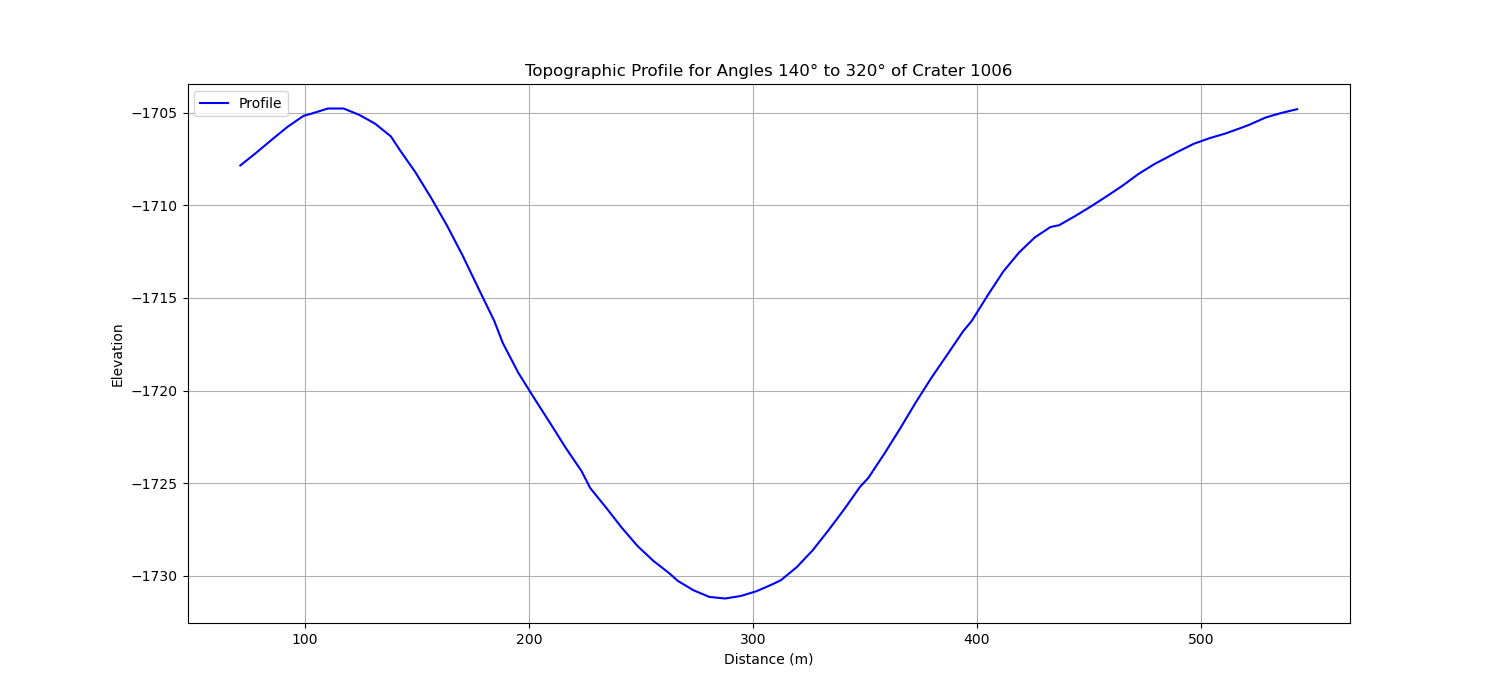 Topographic Profile for Angles 140° to 320° of Crater 1006
Profile
−1705
−1710
−1715
−1720
−1725
−1730
Elevation
100 200 300 400 500
Distance (m)